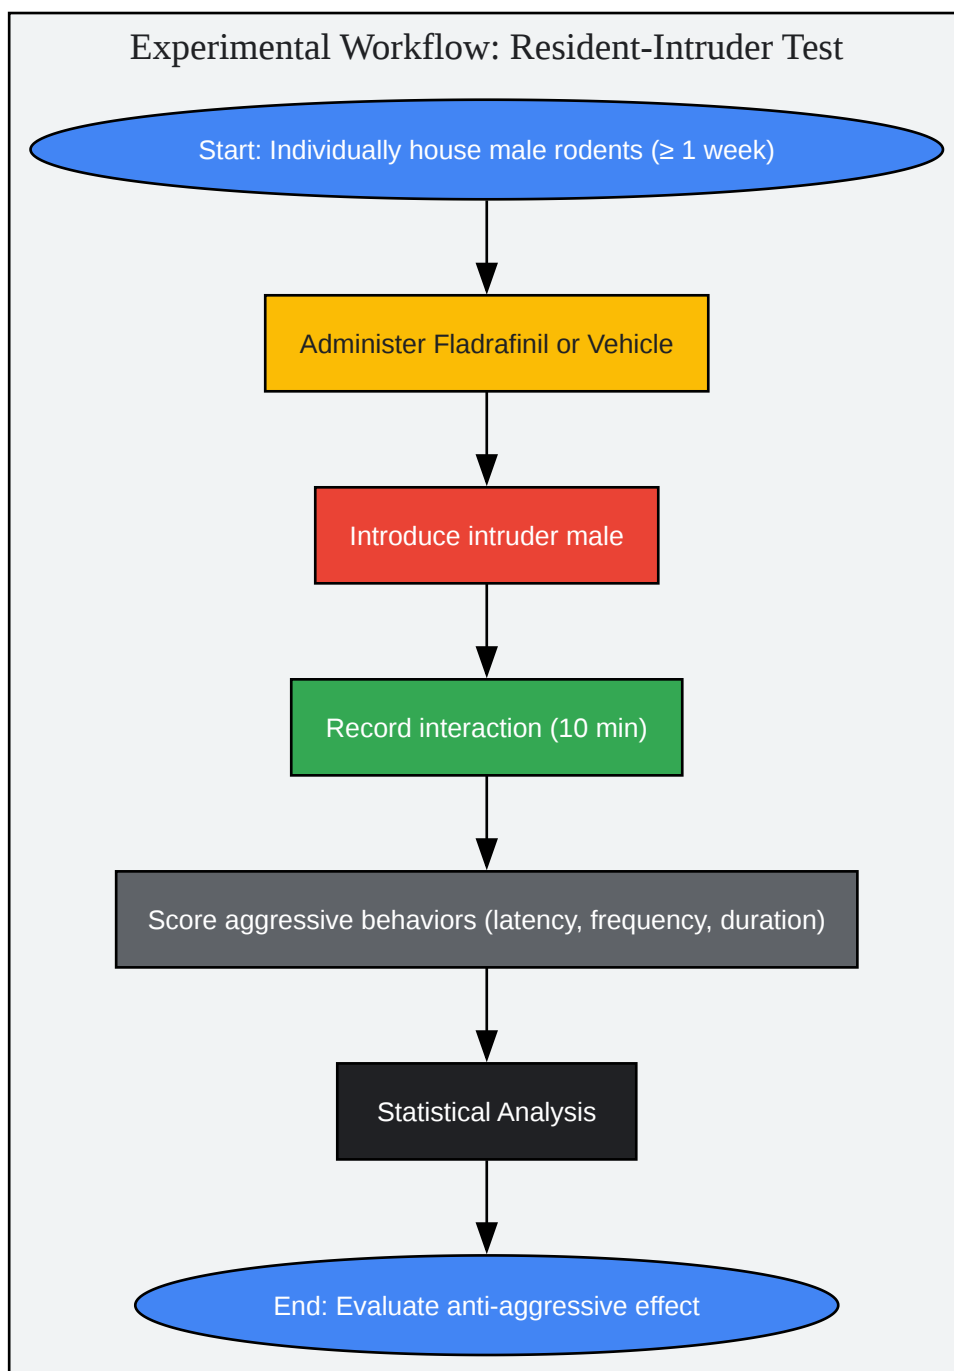 Experimental Workflow: Resident-Intruder Test
Start: Individually house male rodents (≥ 1 week)
Administer Fladrafinil or Vehicle
Introduce intruder male
Record interaction (10 min)
Score aggressive behaviors (latency, frequency, duration)
Statistical Analysis
End: Evaluate anti-aggressive effect